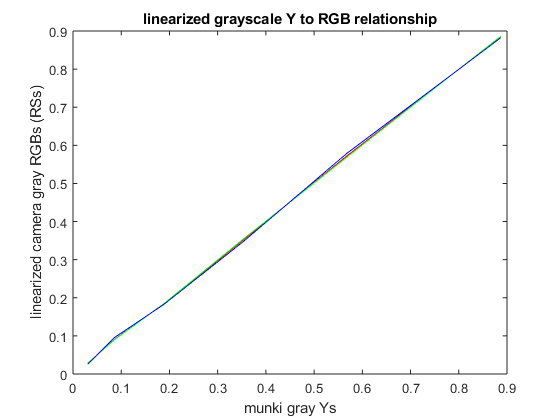 linearized grayscale Y to RGB relationship
linearized camera gray RGBs (RSs)
0.9
0.8
0.7
0.6
0.5
0.4
0.3
0.2
0.1
0
0 0.1 0.2 0.3 0.4 0.5 0.6 0.7 0.8 0.9
munki gray Ys